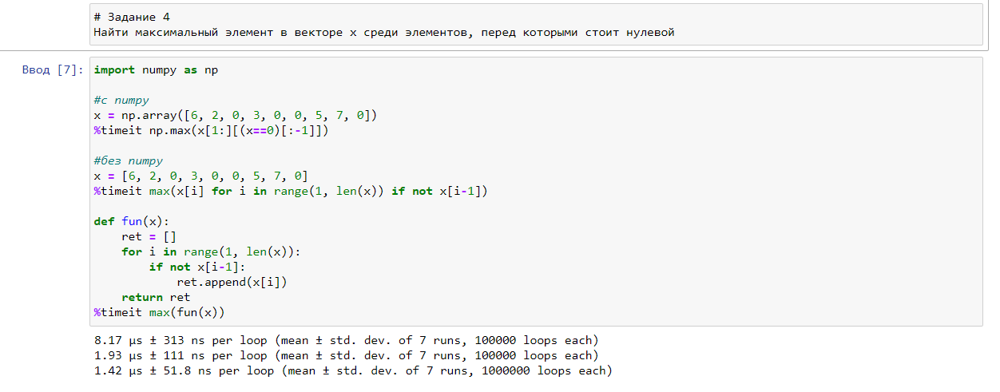 # Задание 4
Найти максимальный элемент в векторе x среди элементов, перед которыми стоит нулевой
Ввод [7]:
import numpy as np
#с numpy
x = np.array([6, 2, 0, 3, 0, 0, 5, 7, 0])
%timeit np.max(x[1:][(x==0)[:-1]])
#без numpy
x = [6, 2, 0, 3, 0, 0, 5, 7, 0]
%timeit max(x[i] for i in range(1, len(x)) if not x[i-1])
def fun(x):
    ret = []
    for i in range(1, len(x)):
        if not x[i-1]:
            ret.append(x[i])
    return ret
%timeit max(fun(x))
8.17 µs ± 313 ns per loop (mean ± std. dev. of 7 runs, 100000 loops each)
1.93 µs ± 111 ns per loop (mean ± std. dev. of 7 runs, 100000 loops each)
1.42 µs ± 51.8 ns per loop (mean ± std. dev. of 7 runs, 1000000 loops each)